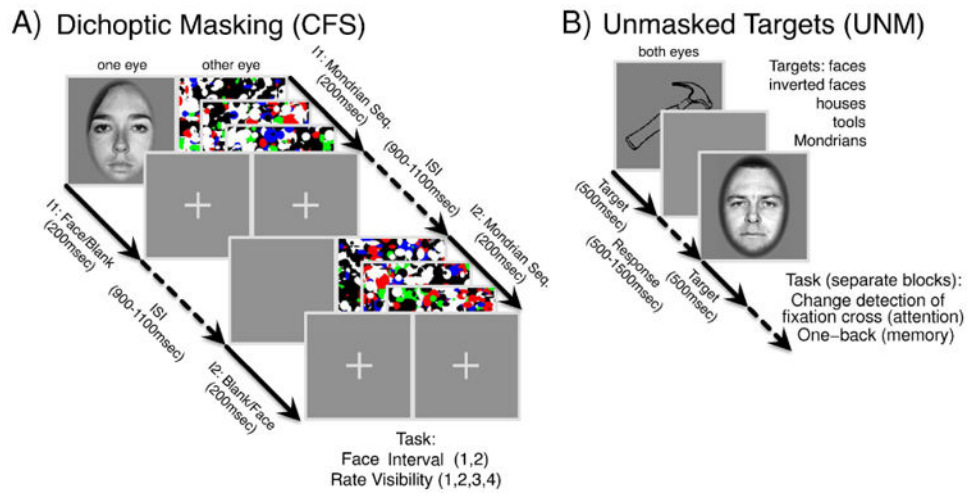 A) Dichoptic Masking (CFS)
one eye
other eye
I1: Mondrian Seq.
(200msec)
ISI
(900-1100msec)
I2: Mondrian Seq.
(200msec)
I1: Face/Blank
(200msec)
ISI
(900-1100msec)
I2: Blank/Face
(200msec)
Task:
Face Interval (1,2)
Rate Visibility (1,2,3,4)
B) Unmasked Targets (UNM)
both eyes
Targets: faces
inverted faces
houses
tools
Mondrians
Target
(500msec)
Response
(500-1500msec)
Target
(500msec)
Task (separate blocks):
Change detection of
fixation cross (attention)
One-back (memory)